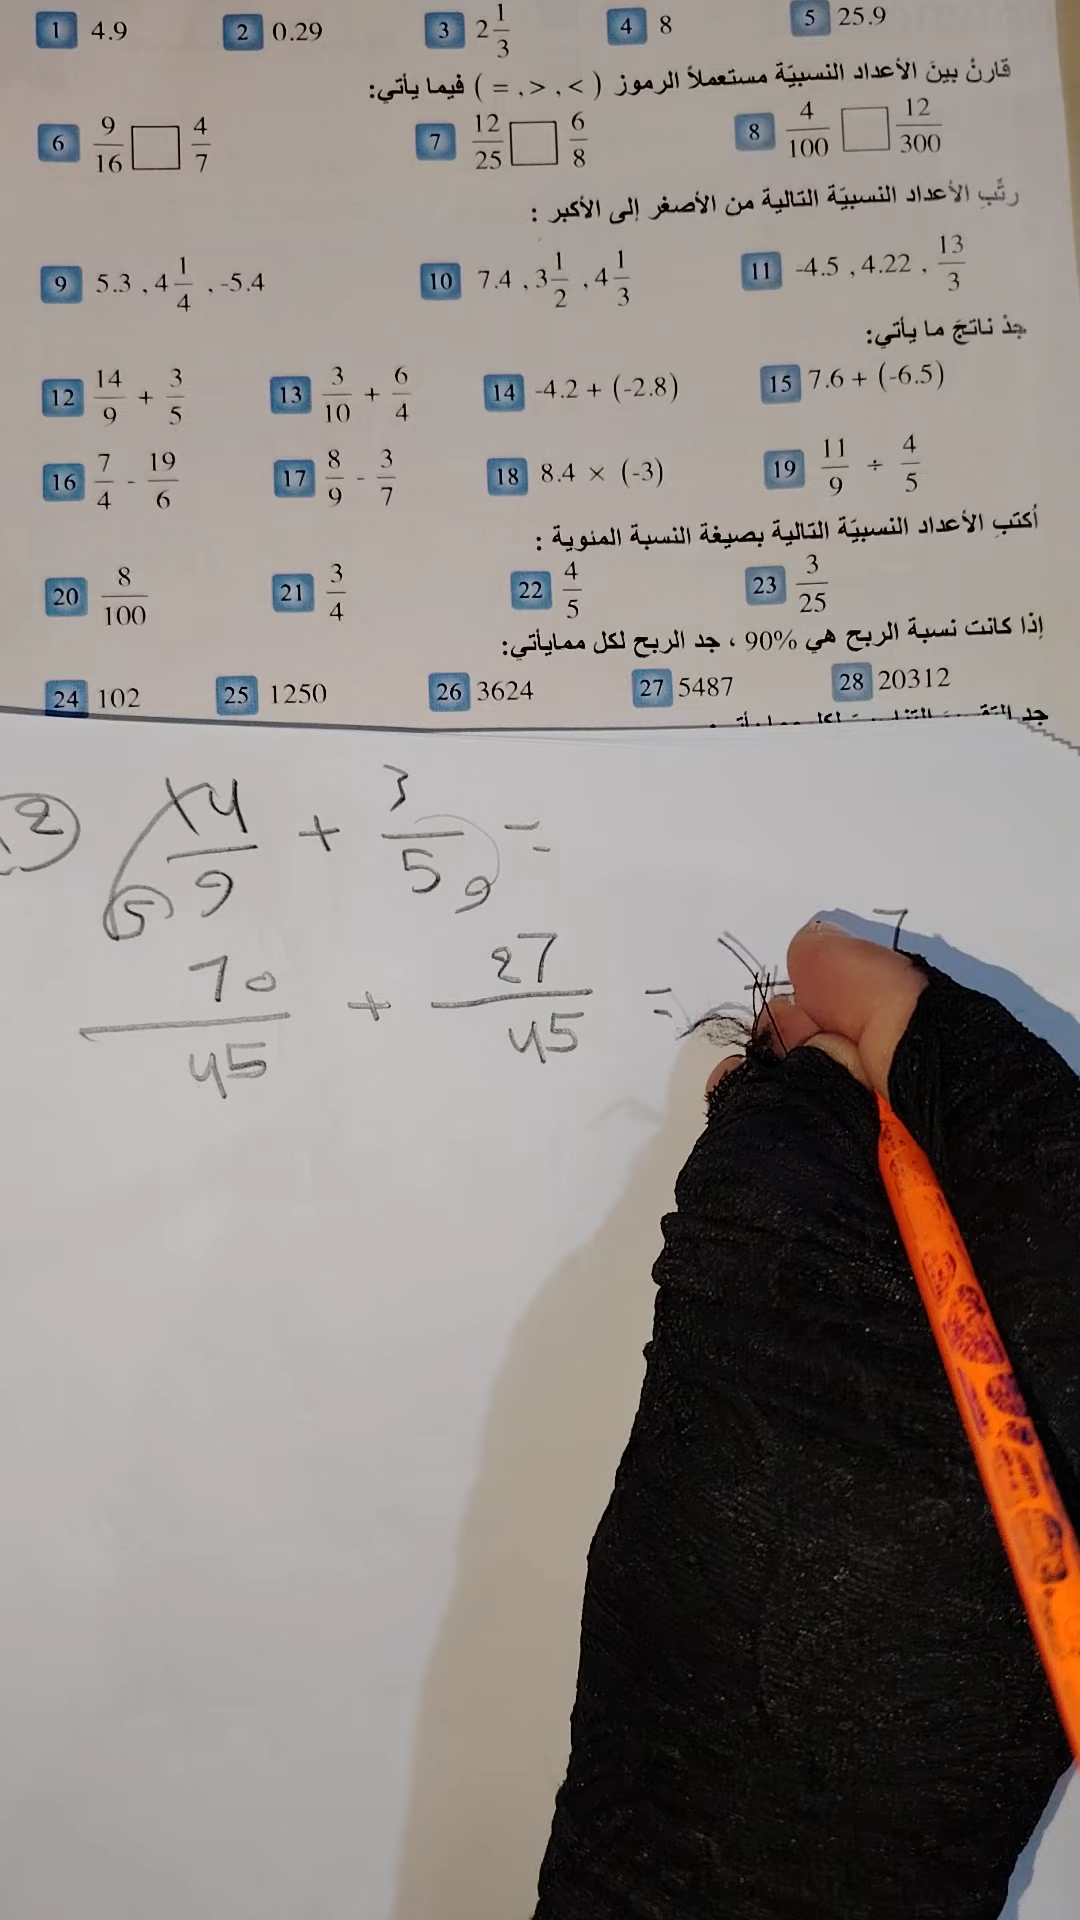 1 4.9 2 0.29 3 2 1/3 4 8 5 25.9
قارنْ بينَ الأعداد النسبيّة مستعملاً الرموز ( < , > , = ) فيما يأتي:
6 9/16 □ 4/7 7 12/25 □ 6/8 8 4/100 □ 12/300
رتِّبِ الأعداد النسبيّة التالية من الأصغر إلى الأكبر :
9 5.3 , 4 1/4 , -5.4 10 7.4 , 3 1/2 , 4 1/3 11 -4.5 , 4.22 , 13/3
جِدْ ناتجَ ما يأتي:
12 14/9 + 3/5 13 3/10 + 6/4 14 -4.2 + (-2.8) 15 7.6 + (-6.5)
16 7/4 - 19/6 17 8/9 - 3/7 18 8.4 × (-3) 19 11/9 ÷ 4/5
أكتبِ الأعداد النسبيّة التالية بصيغة النسبة المئوية :
20 8/100 21 3/4 22 4/5 23 3/25
إذا كانت نسبة الربح هي 90% ، جد الربح لكل ممايأتي:
24 102 25 1250 26 3624 27 5487 28 20312
12 14/9 + 3/5 =
5 9
70/45 + 27/45 =
7